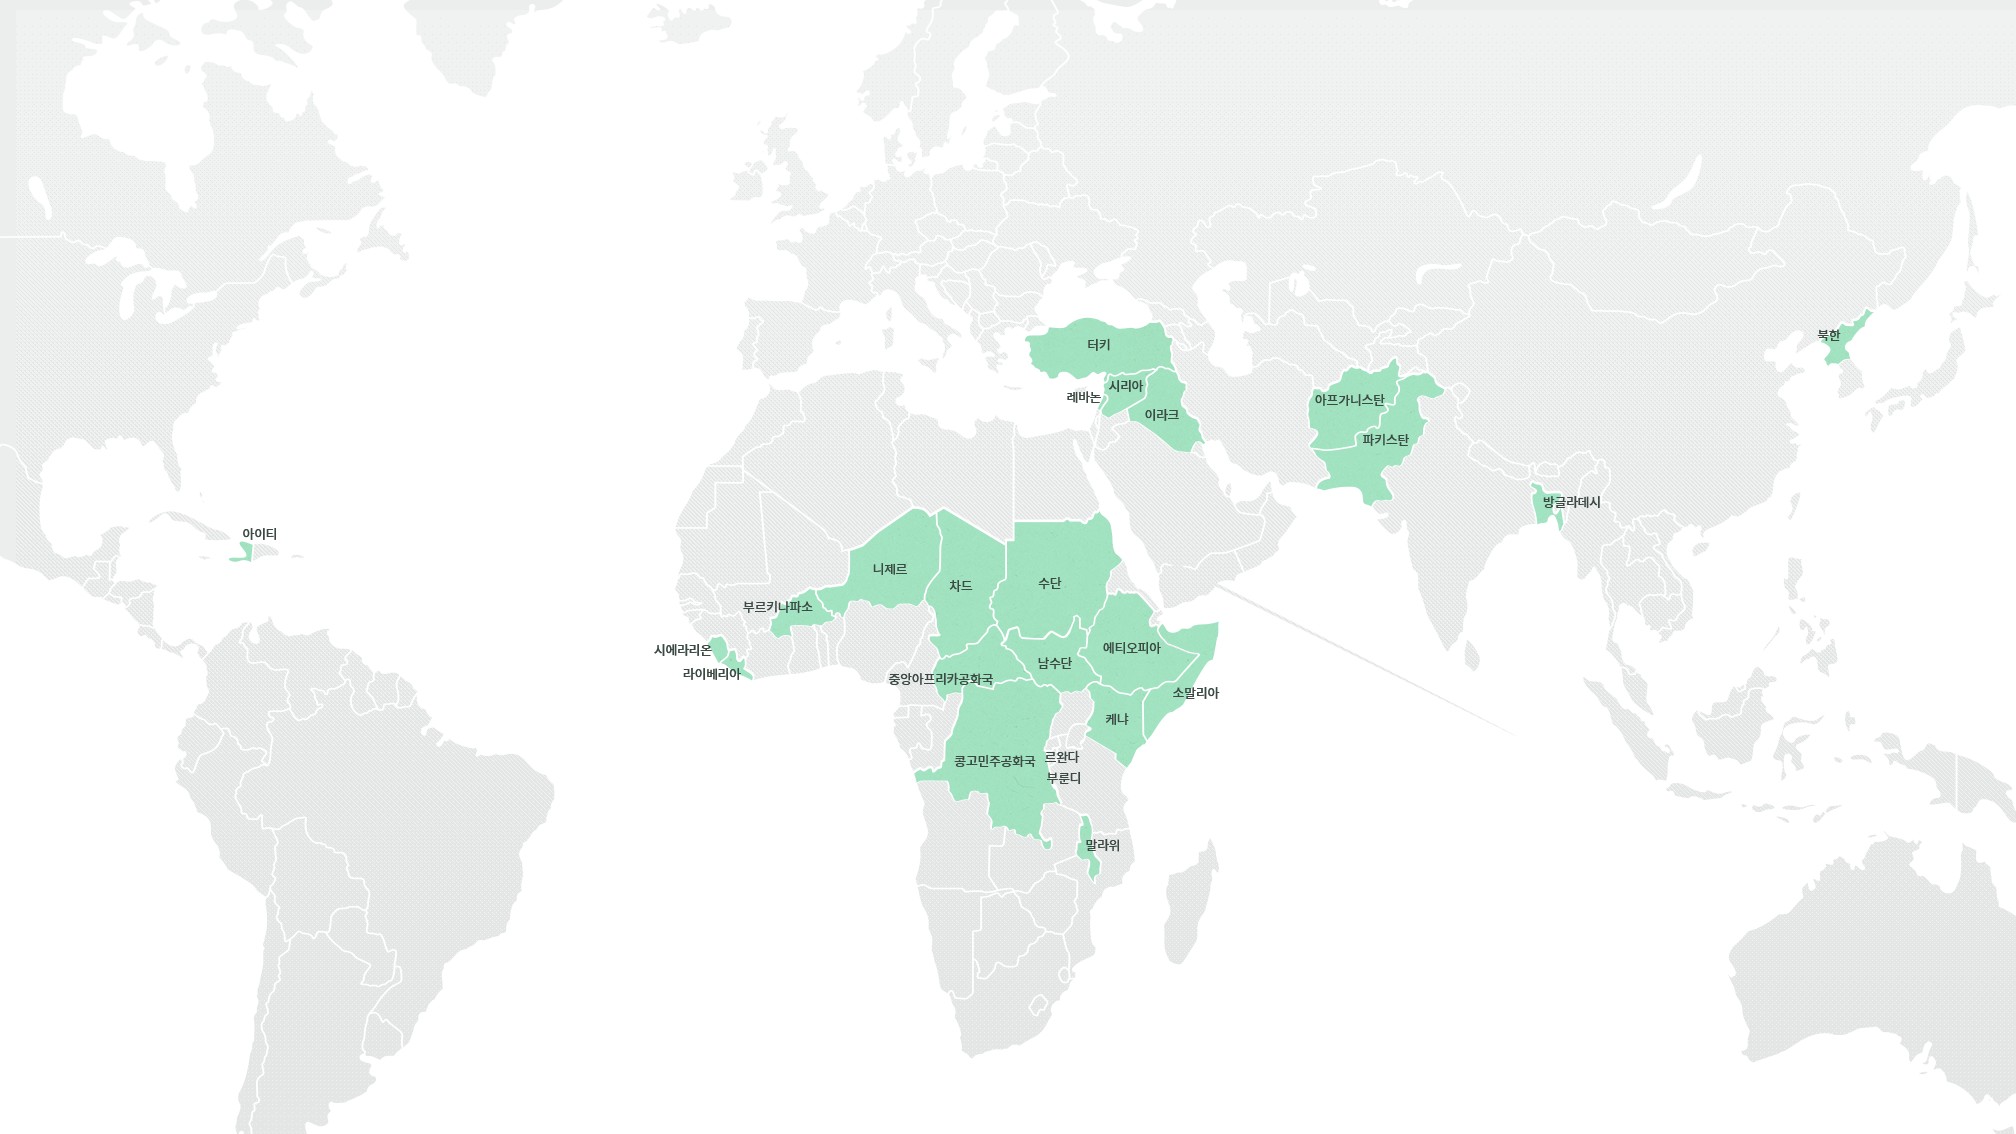 북한
터키
시리아
레바논
아프가니스탄
이라크
파키스탄
방글라데시
아이티
니제르
수단
차드
부르키나파소
에티오피아
시에라리온
남수단
라이베리아
중앙아프리카공화국
소말리아
케냐
르완다
콩고민주공화국
부룬디
말라위